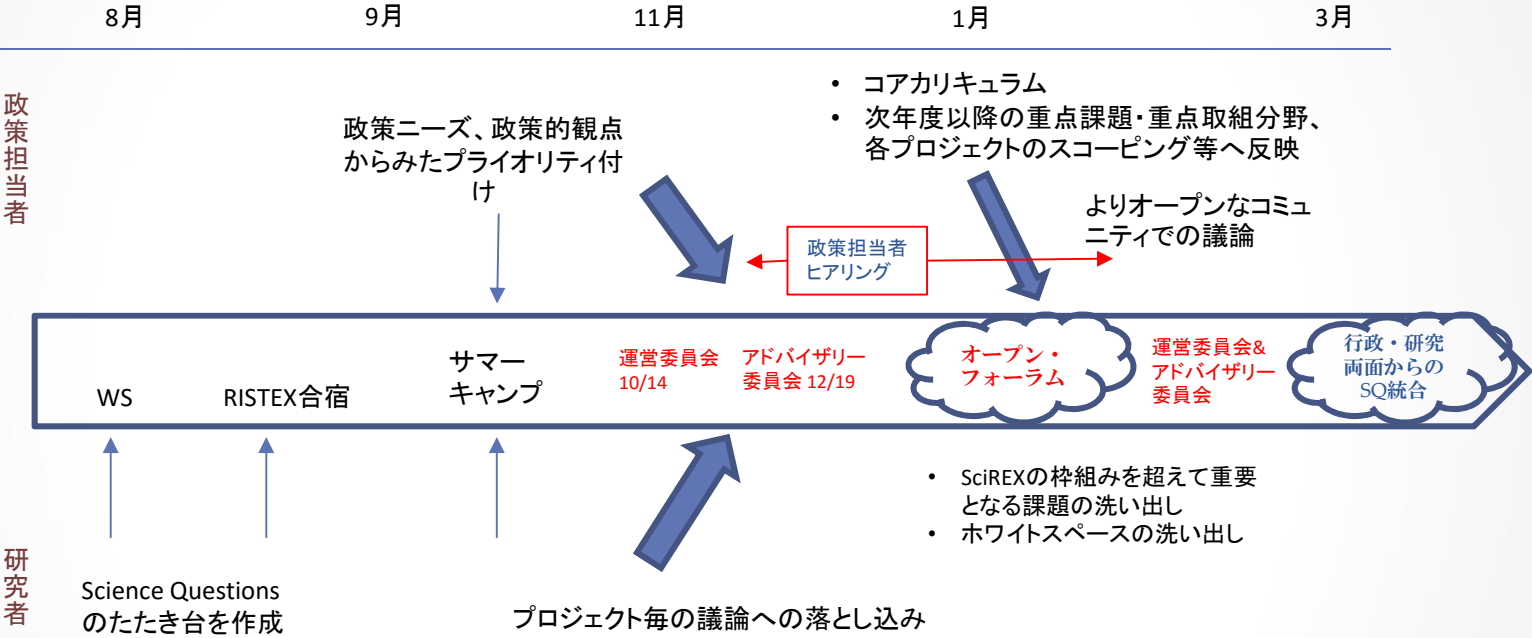 8月
9月
11月
1月
3月
政策担当者
政策ニーズ、政策的観点
からみたプライオリティ付
け
• コアカリキュラム
• 次年度以降の重点課題・重点取組分野、
各プロジェクトのスコーピング等へ反映
よりオープンなコミュ
ニティでの議論
政策担当者
ヒアリング
WS
RISTEX合宿
サマー
キャンプ
運営委員会
10/14
アドバイザリー
委員会 12/19
オープン・
フォーラム
運営委員会&
アドバイザリー
委員会
行政・研究
両面からの
SQ統合
研究者
Science Questions
のたたき台を作成
プロジェクト毎の議論への落とし込み
• SciREXの枠組みを超えて重要
となる課題の洗い出し
• ホワイトスペースの洗い出し